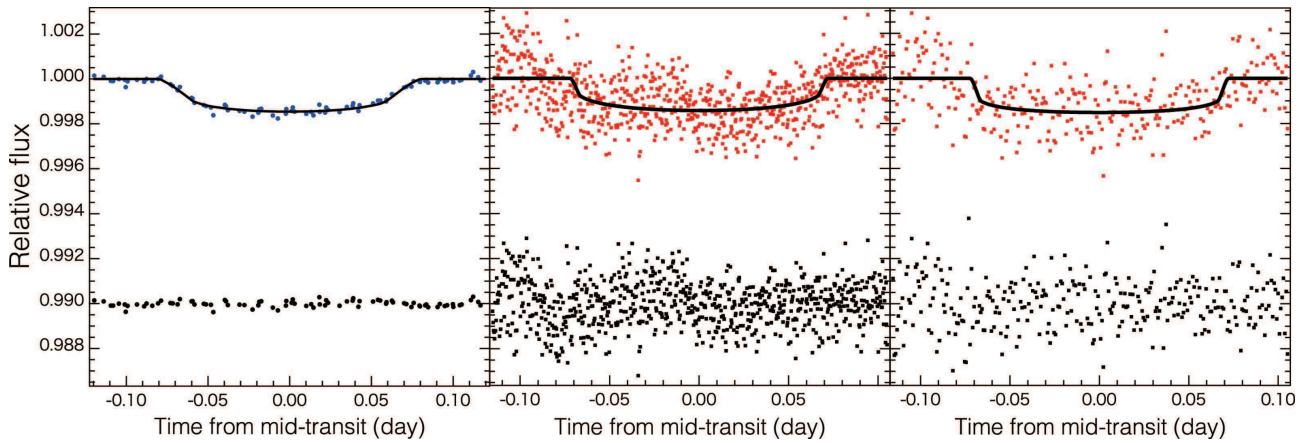 Relative flux
1.002
1.000
0.998
0.996
0.994
0.992
0.990
0.988
-0.10 -0.05 0.00 0.05 0.10
-0.10 -0.05 0.00 0.05 0.10
-0.10 -0.05 0.00 0.05 0.10
Time from mid-transit (day)
Time from mid-transit (day)
Time from mid-transit (day)